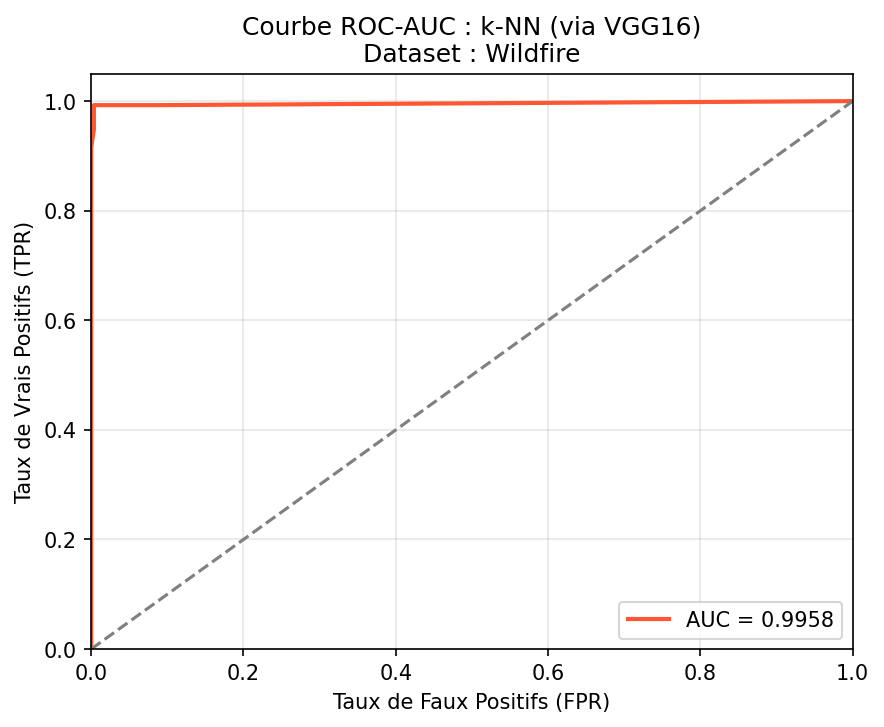 Courbe ROC-AUC : k-NN (via VGG16)
Dataset : Wildfire
1.0
0.8
0.6
0.4
0.2
0.0
Taux de Vrais Positifs (TPR)
AUC = 0.9958
0.0 0.2 0.4 0.6 0.8 1.0
Taux de Faux Positifs (FPR)